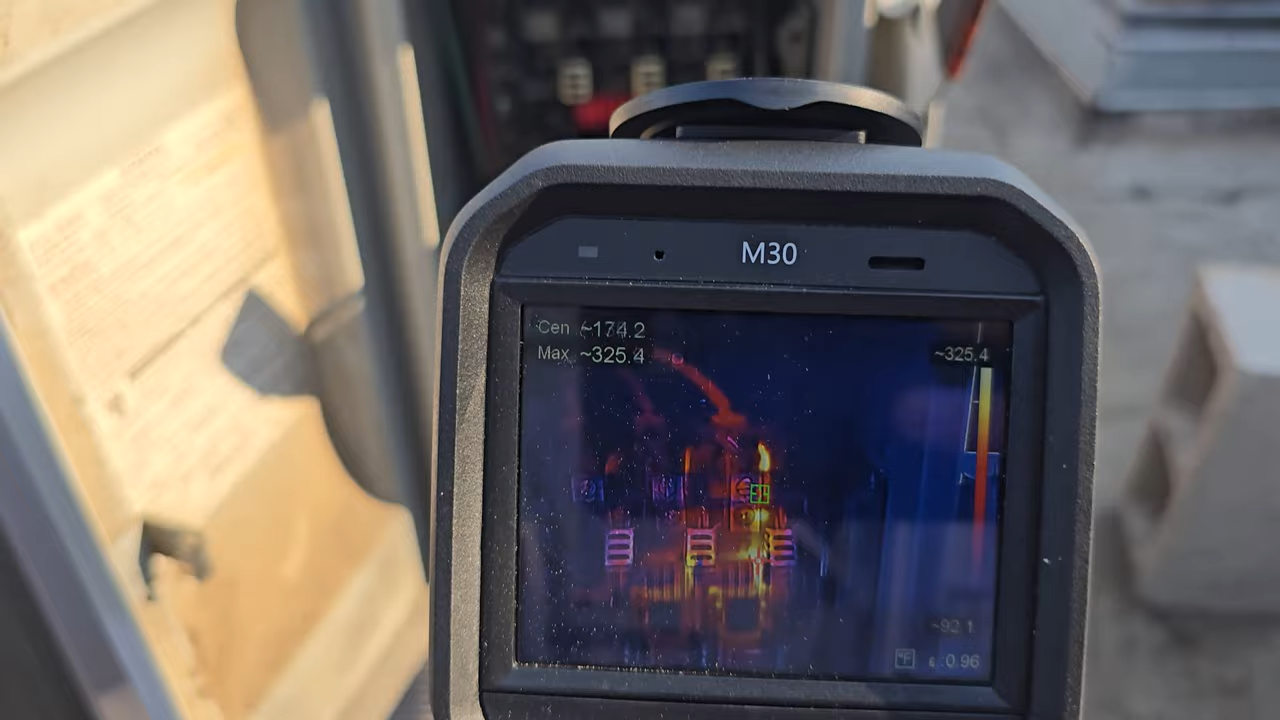 M30
Cen ~174.2
Max ~325.4
~325.4
~92.1
°F ε :0.96